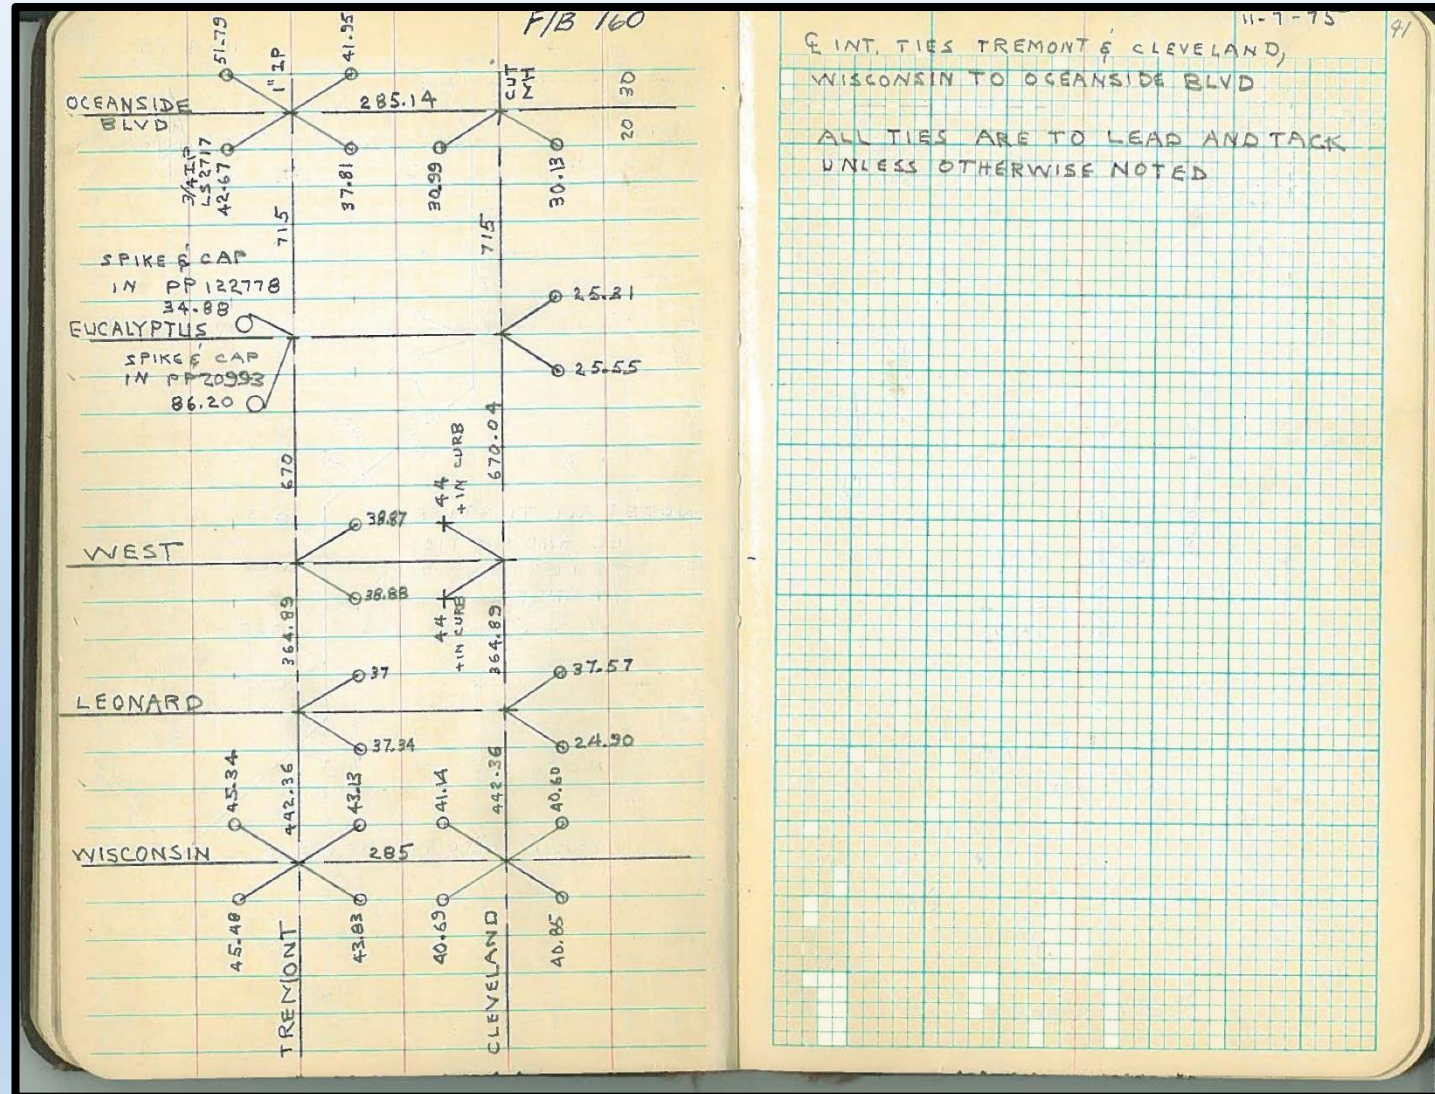 F/B 160
51.79
1" IP
41.95
CUT
MH
OCEANSIDE
BLVD
285.14
20 30
3/4 IP
LS 2717
42.67
37.81
30.99
30.13
715
715
SPIKE & CAP
IN PP 122778
34.88
25.21
EUCALYPTUS
SPIKE & CAP
IN PP 20993
25.55
86.20
670
44
+IN CURB
670.04
38.87
WEST
38.88
44
+IN CURB
364.89
364.89
37
37.57
LEONARD
37.34
24.90
45.34
442.36
43.13
41.14
442.36
40.60
WISCONSIN
285
45.48
43.83
40.69
40.85
TREMONT
CLEVELAND
11-7-75
41
℄ INT. TIES TREMONT & CLEVELAND,
WISCONSIN TO OCEANSIDE BLVD
ALL TIES ARE TO LEAD AND TACK
UNLESS OTHERWISE NOTED